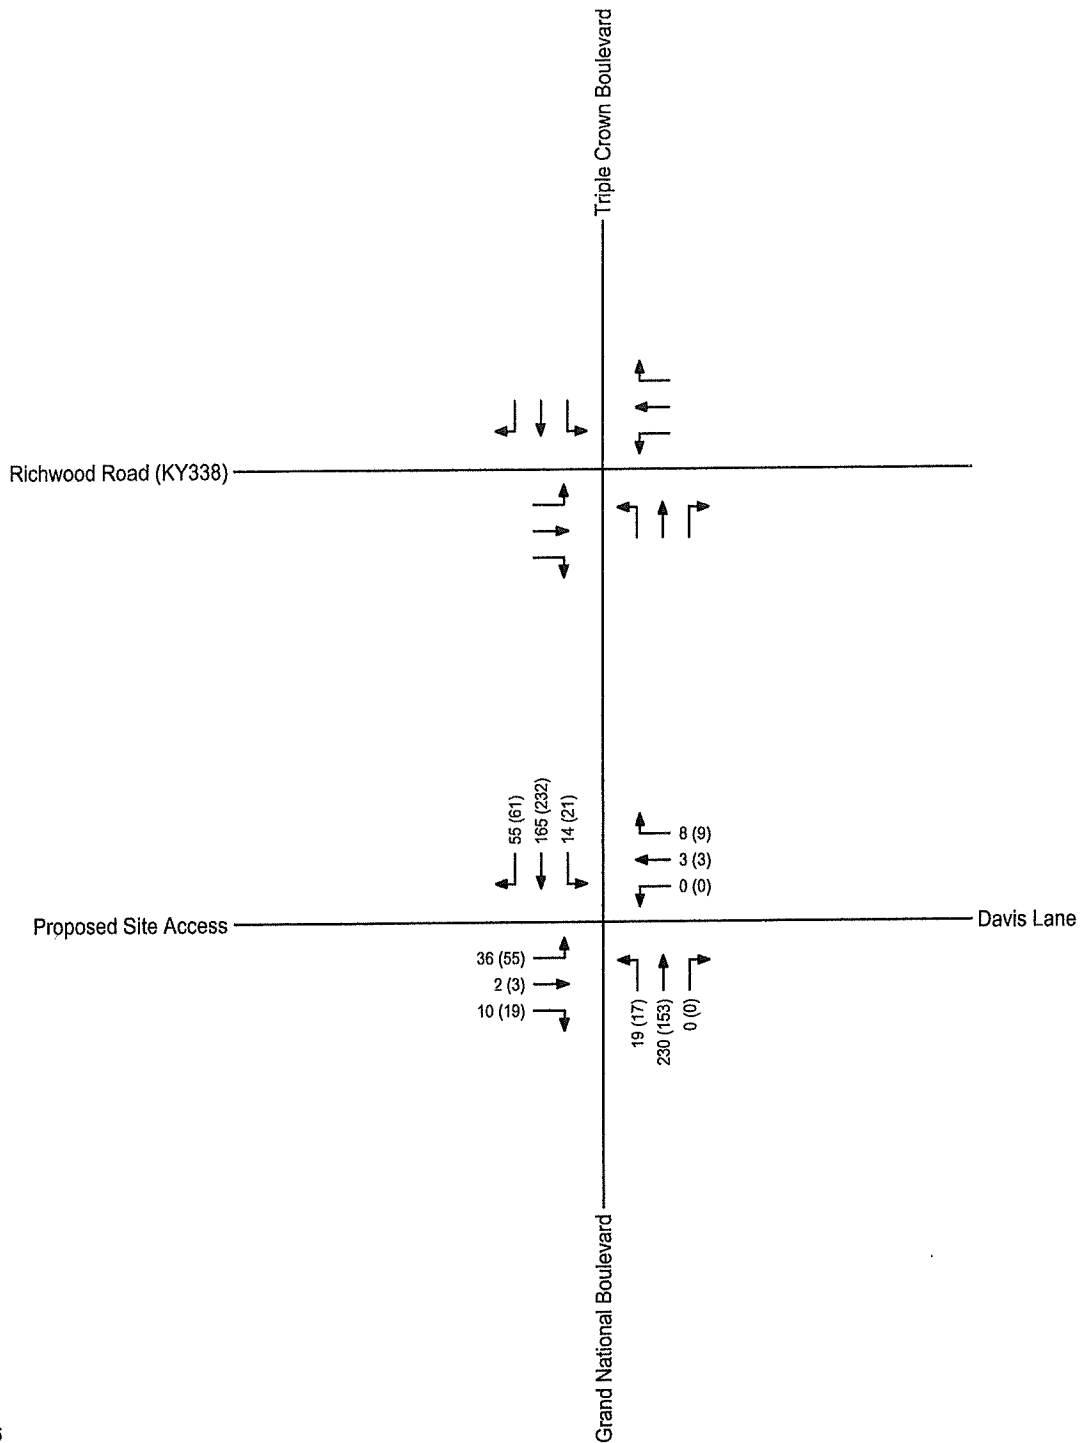 Triple Crown Boulevard
Richwood Road (KY338)
55 (61)
165 (232)
14 (21)
8 (9)
3 (3)
0 (0)
Proposed Site Access
Davis Lane
36 (55)
2 (3)
10 (19)
19 (17)
230 (153)
0 (0)
Grand National Boulevard